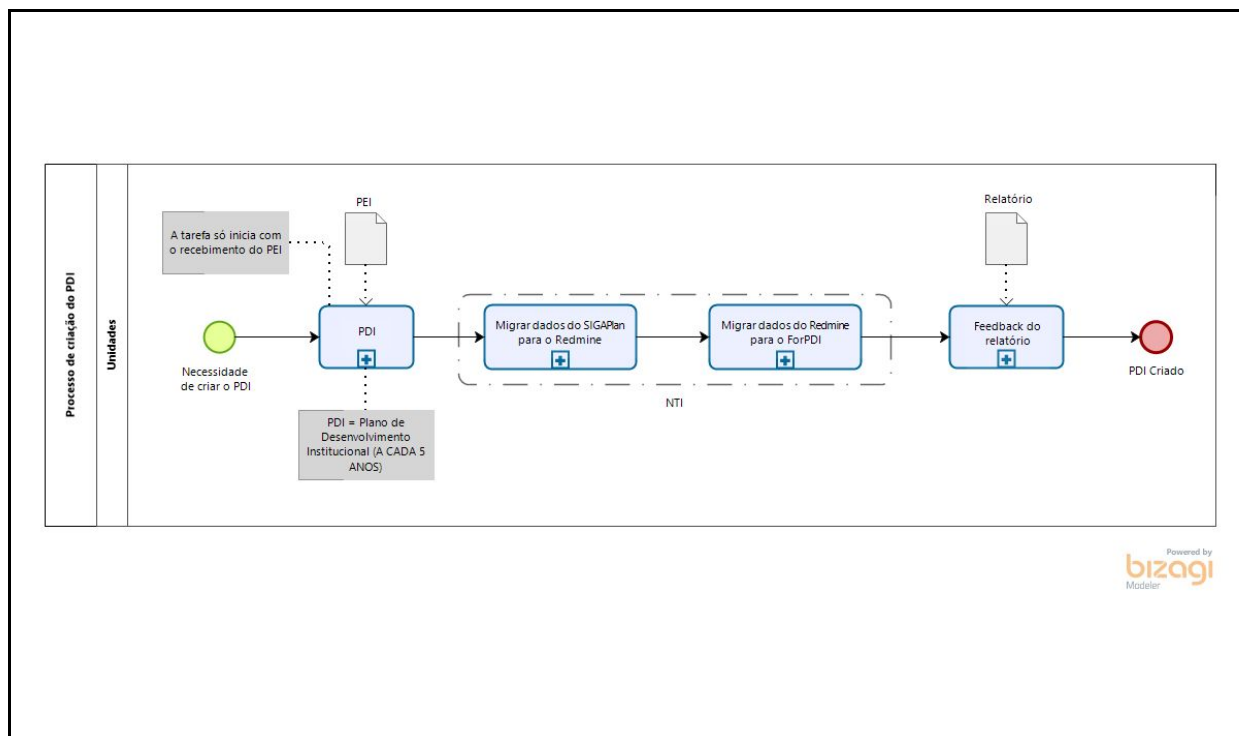 Processo de criação do PDI
Unidades
A tarefa só inicia com
o recebimento do PEI
PEI
Relatório
PDI
Migrar dados do SIGAPlan
para o Redmine
Migrar dados do Redmine
para o ForPDI
Feedback do
relatório
Necessidade
de criar o PDI
PDI Criado
NTI
PDI = Plano de
Desenvolvimento
Institucional (A CADA 5
ANOS)
Powered by
bizagi
Modeler